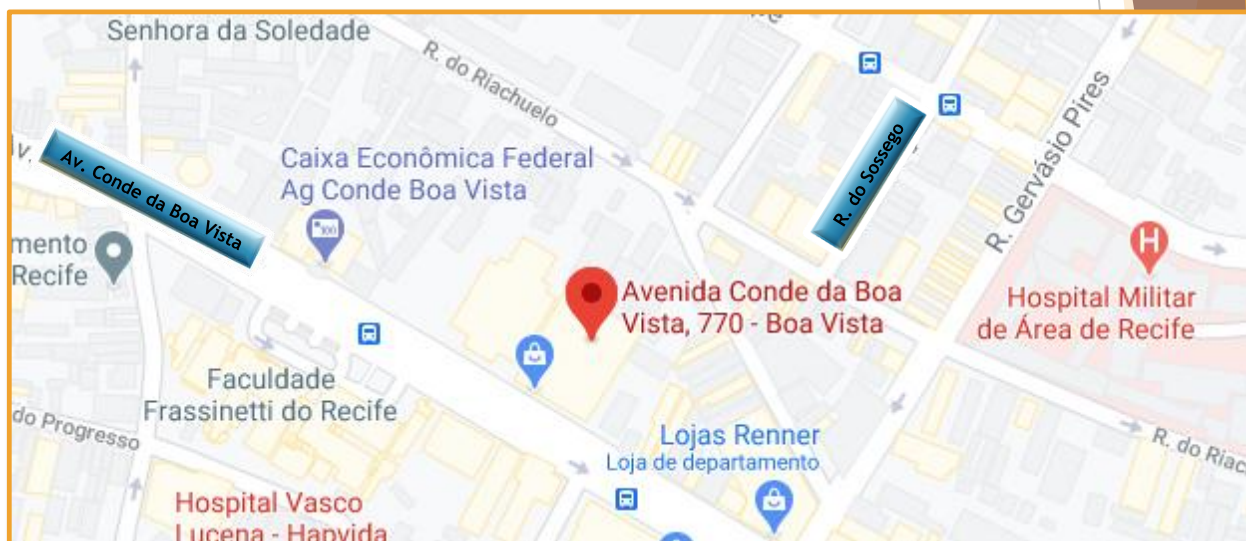 Senhora da Soledade
R. do Riachuelo
R. Gervásio Pires
R. do Sossego
Av. Conde da Boa Vista
Caixa Econômica Federal
Ag Conde Boa Vista
mento
Recife
Avenida Conde da Boa
Vista, 770 - Boa Vista
H
Hospital Militar
de Área de Recife
Faculdade
Frassinetti do Recife
do Progresso
Lojas Renner
Loja de departamento
R. do Riac
Hospital Vasco
Lucena - Hapvida